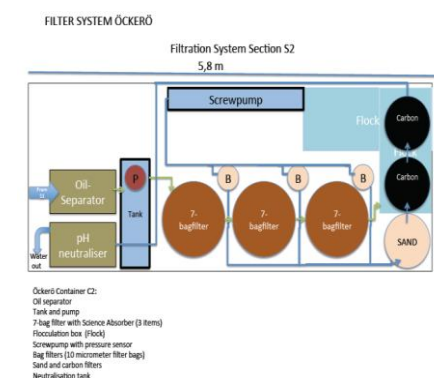 FILTER SYSTEM ÖCKERÖ
Filtration System Section S2
5,8 m
Screwpump
Flock
Carbon
Carbon
SAND
B
B
B
P
Tank
Oil-
Separator
From
S1
pH
neutraliser
Water
out
7-
bagfilter
7-
bagfilter
7-
bagfilter
Öckerö Container C2:
Oil separator
Tank and pump
7-bag filter with Science Absorber (3 items)
Flocculation box (Flock)
Screwpump with pressure sensor
Bag filters (10 micrometer filter bags)
Sand and carbon filters
Neutralisation tank